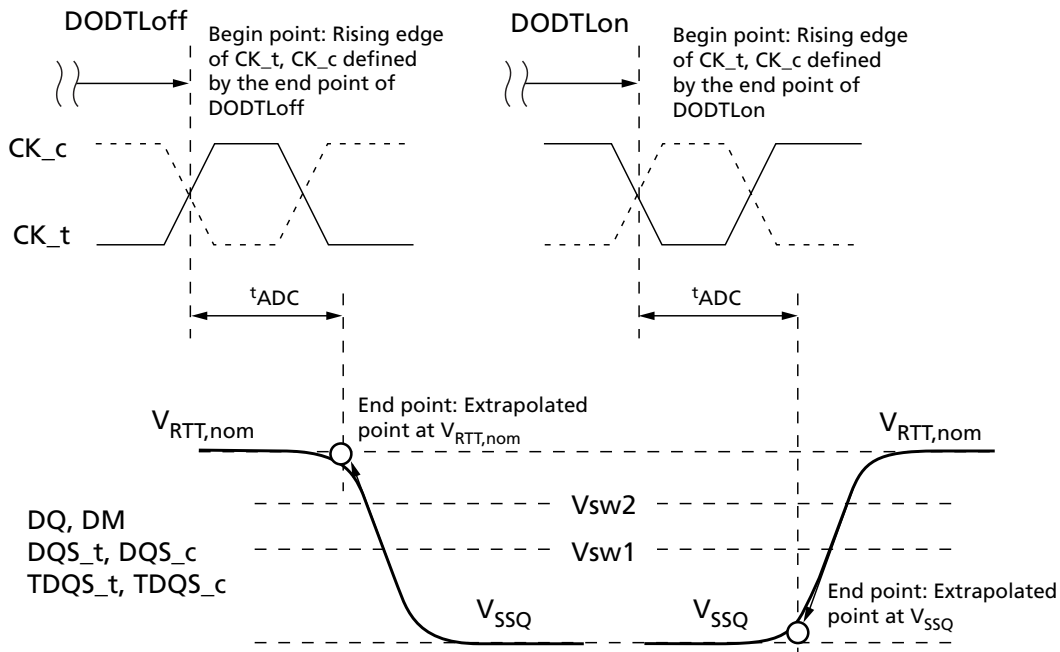 DODTLoff
Begin point: Rising edge
of CK_t, CK_c defined
by the end point of
DODTLoff
DODTLon
Begin point: Rising edge
of CK_t, CK_c defined
by the end point of
DODTLon
CK_c
CK_t
tADC
tADC
End point: Extrapolated
point at VRTT,nom
VRTT,nom
VRTT,nom
Vsw2
Vsw1
DQ, DM
DQS_t, DQS_c
TDQS_t, TDQS_c
VSSQ
VSSQ
End point: Extrapolated
point at VSSQ